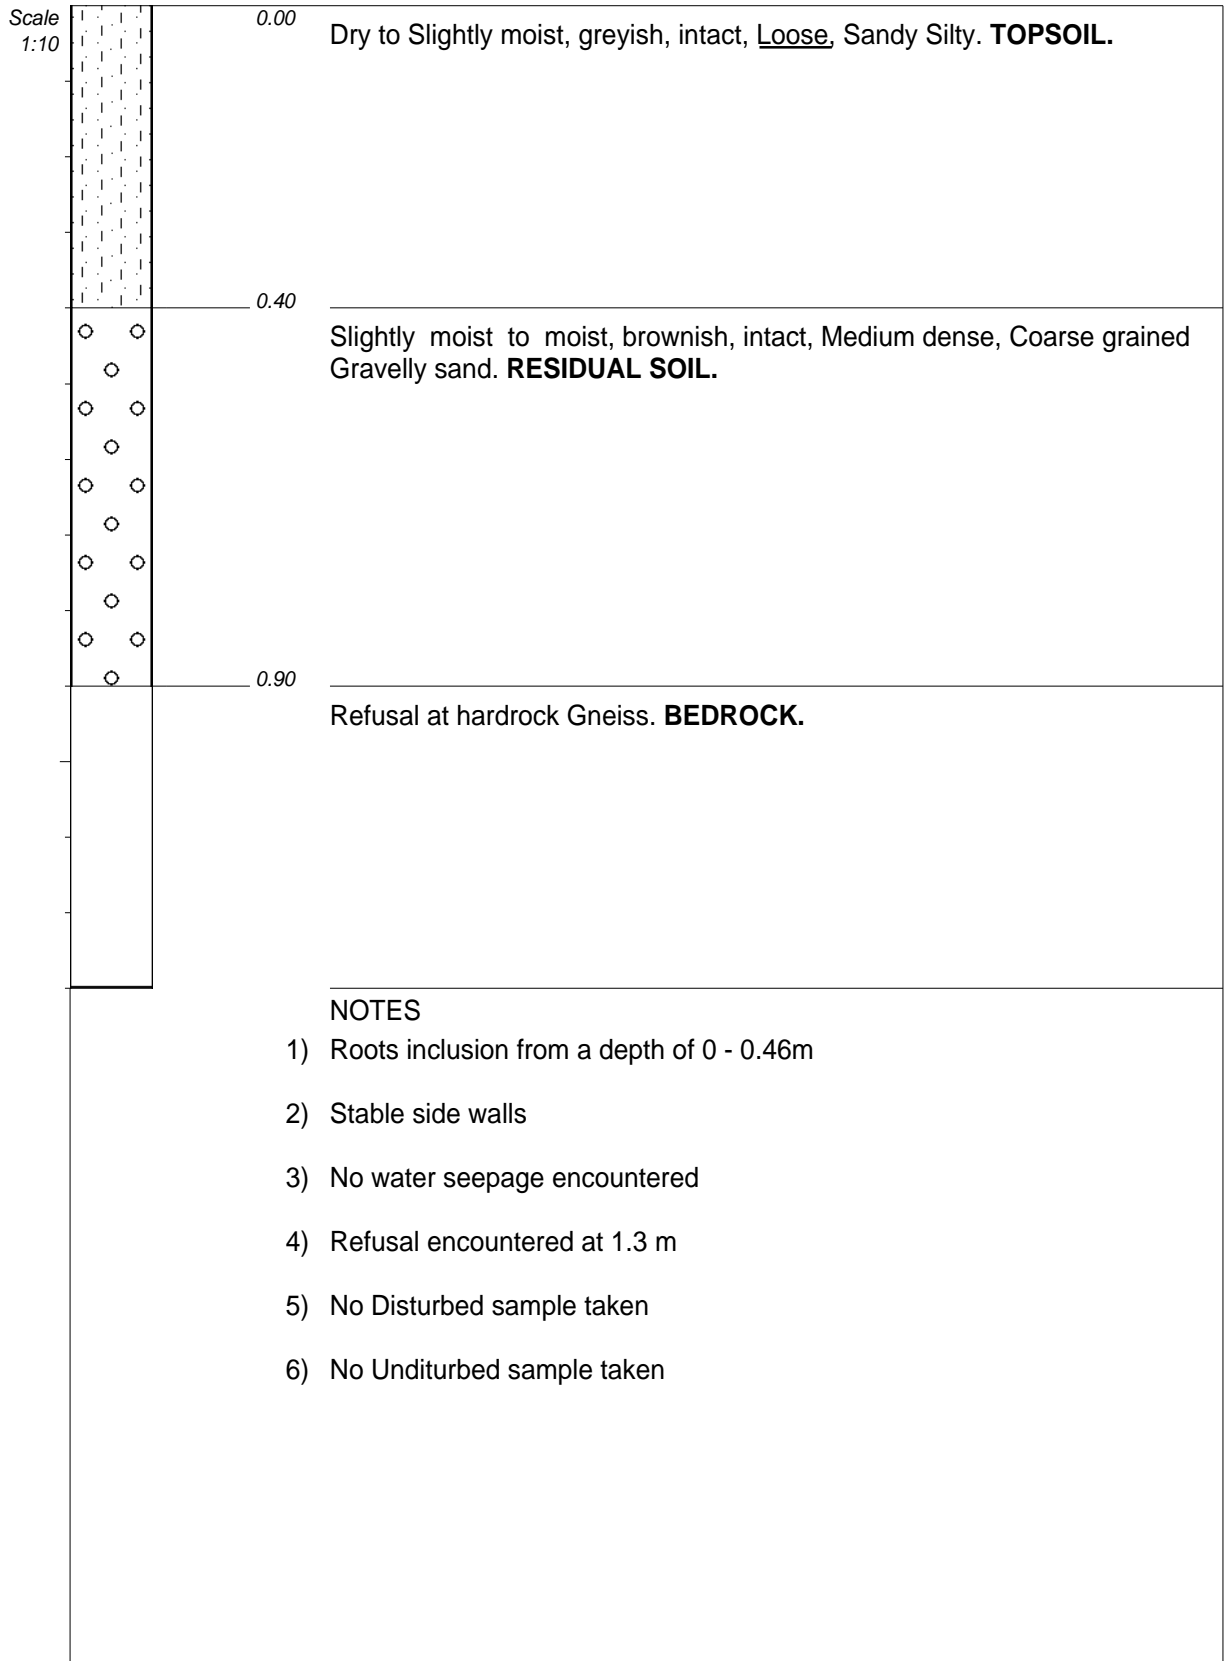 Scale
1:10
0.00
Dry to Slightly moist, greyish, intact, Loose, Sandy Silty. TOPSOIL.
0.40
Slightly moist to moist, brownish, intact, Medium dense, Coarse grained
Gravelly sand. RESIDUAL SOIL.
0.90
Refusal at hardrock Gneiss. BEDROCK.
NOTES
1) Roots inclusion from a depth of 0 - 0.46m
2) Stable side walls
3) No water seepage encountered
4) Refusal encountered at 1.3 m
5) No Disturbed sample taken
6) No Unditurbed sample taken